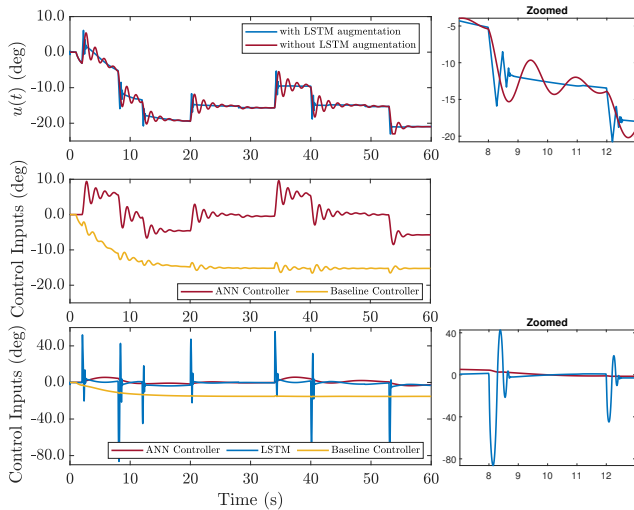 Zoomed
u(t) (deg)
10.0
0.0
-10.0
-20.0
with LSTM augmentation
without LSTM augmentation
0 10 20 30 40 50 60
-5
-10
-15
-20
8 9 10 11 12
Control Inputs (deg)
10.0
0.0
-10.0
-20.0
ANN Controller Baseline Controller
0 10 20 30 40 50 60
Control Inputs (deg)
40.0
0.0
-40.0
-80.0
ANN Controller LSTM Baseline Controller
0 10 20 30 40 50 60
Time (s)
Zoomed
40
0
-40
-80
8 9 10 11 12